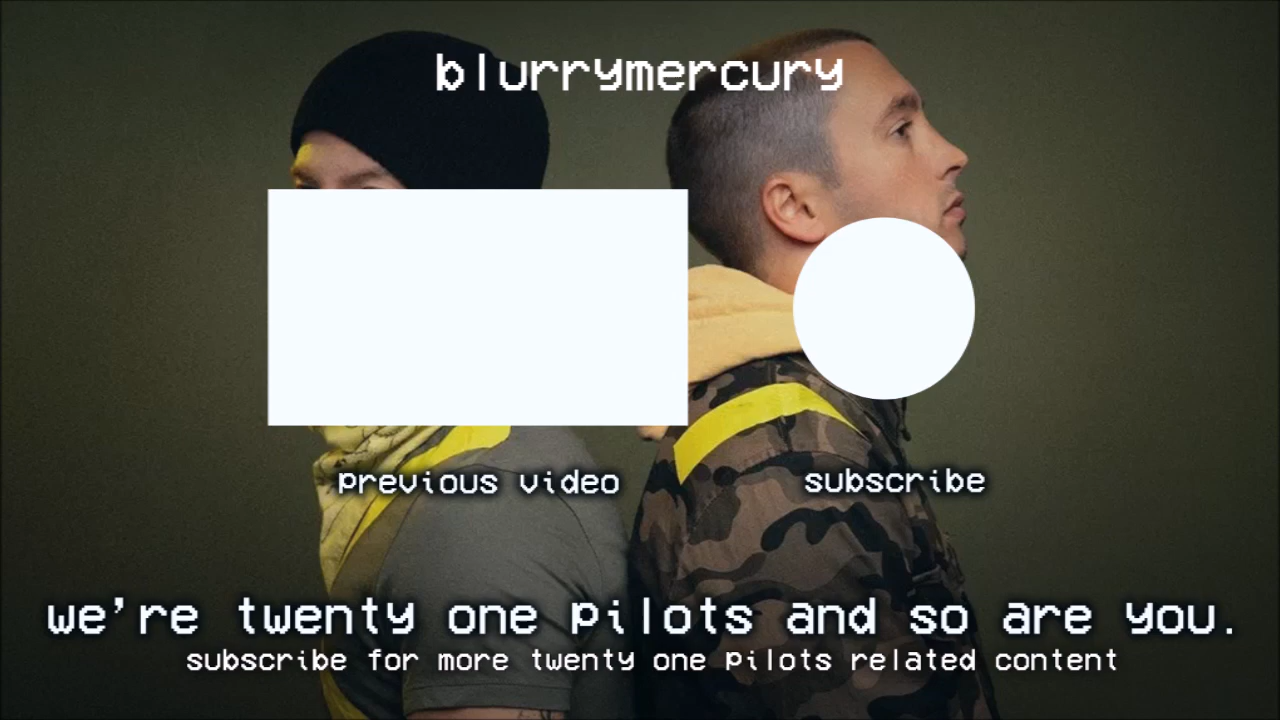 blurrymercury
previous video
subscribe
we're twenty one pilots and so are you.
subscribe for more twenty one pilots related content